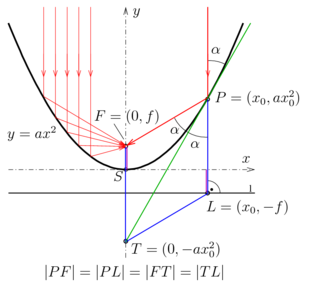 y
α
P = (x₀, ax₀²)
F = (0, f)
y = ax²
α
α
x
S
L = (x₀, −f)
l
T = (0, −ax₀²)
|PF| = |PL| = |FT| = |TL|